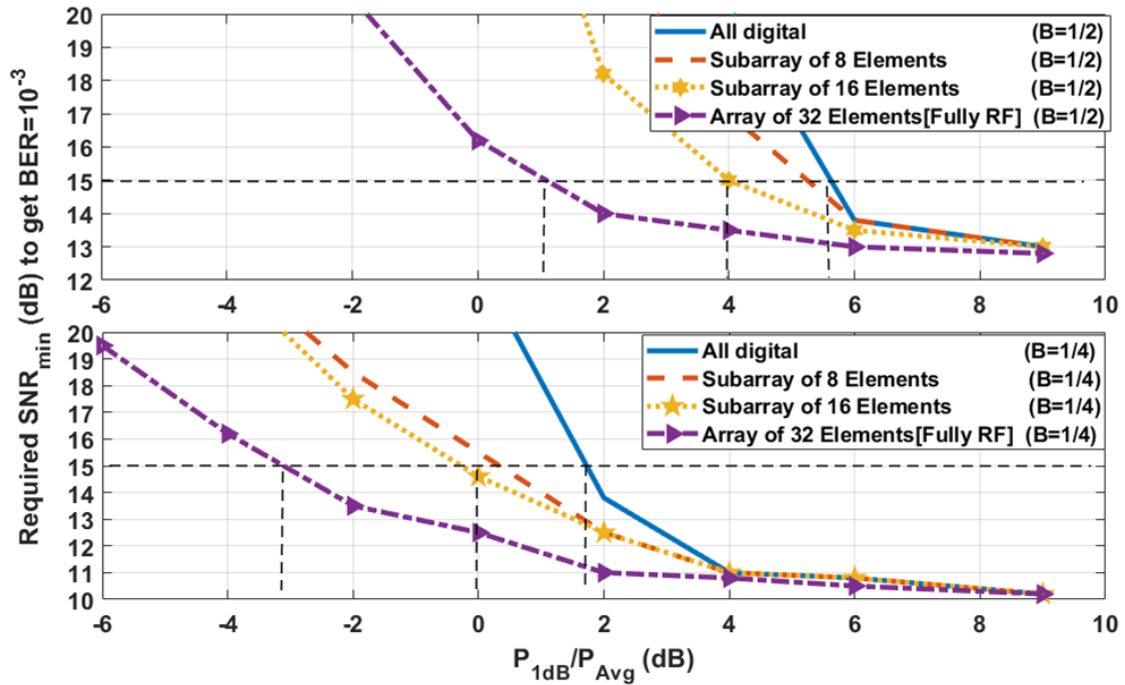 Required SNR_min (dB) to get BER=10^-3
20
19
18
17
16
15
14
13
12
-6 -4 -2 0 2 4 6 8 10
All digital (B=1/2)
Subarray of 8 Elements (B=1/2)
Subarray of 16 Elements (B=1/2)
Array of 32 Elements[Fully RF] (B=1/2)
20
19
18
17
16
15
14
13
12
11
10
-6 -4 -2 0 2 4 6 8 10
All digital (B=1/4)
Subarray of 8 Elements (B=1/4)
Subarray of 16 Elements (B=1/4)
Array of 32 Elements[Fully RF] (B=1/4)
P_1dB/P_Avg (dB)